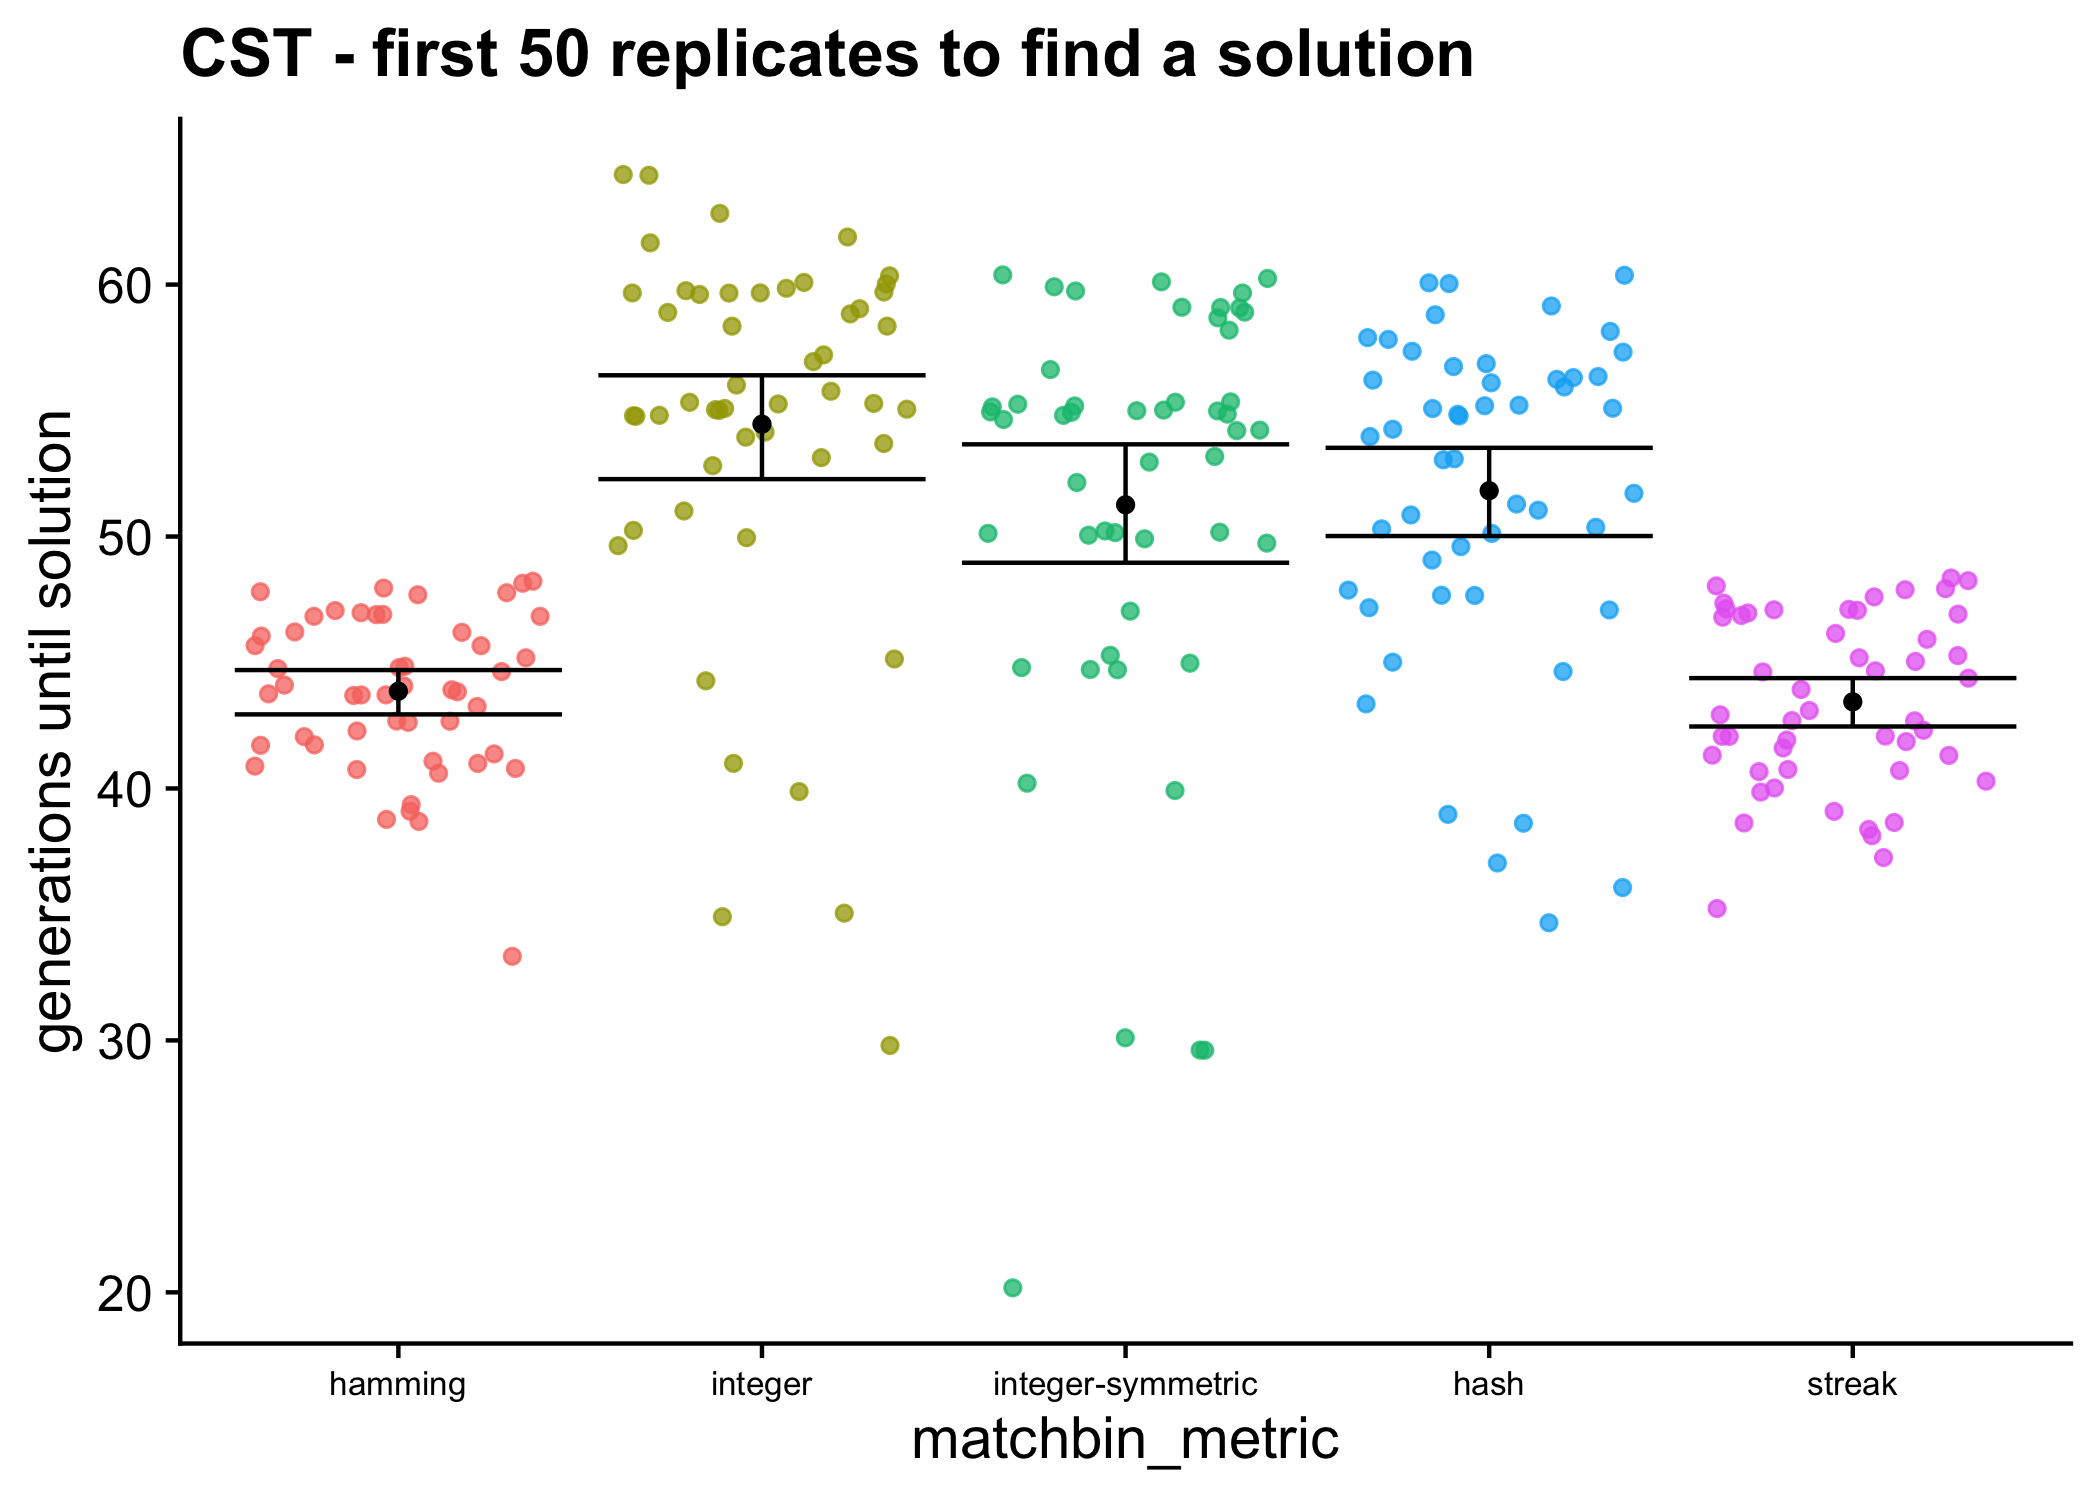 CST - first 50 replicates to find a solution
generations until solution
60
50
40
30
20
hamming
integer
integer-symmetric
hash
streak
matchbin_metric